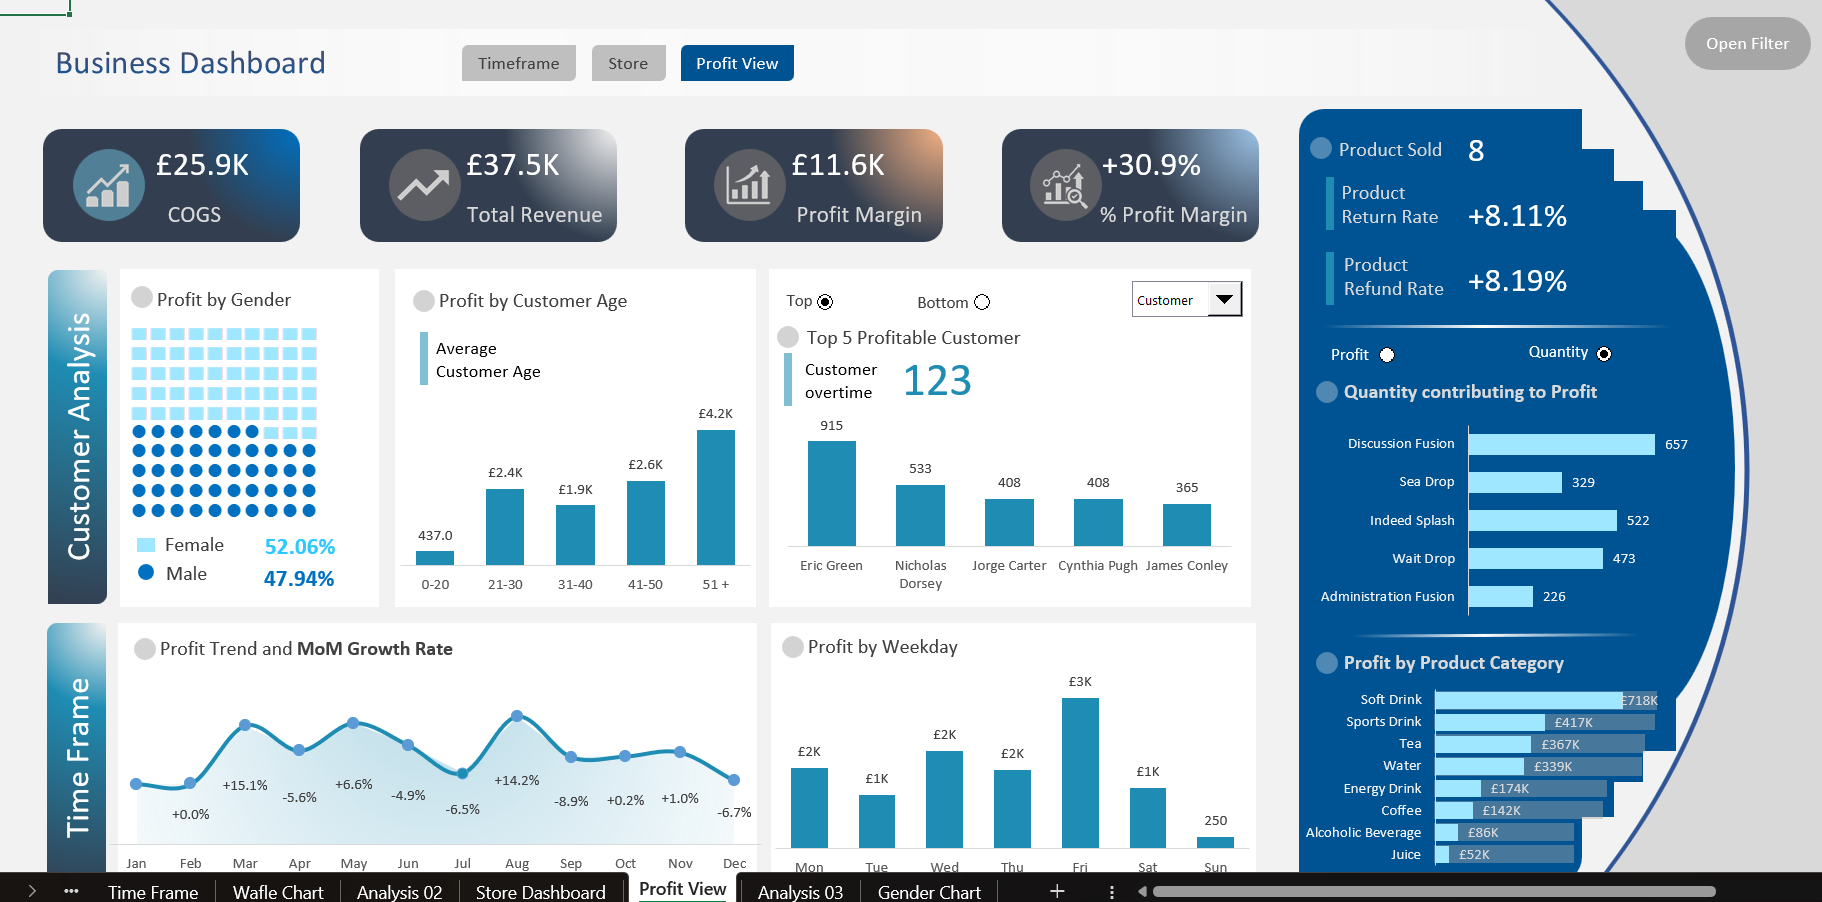 Business Dashboard
Timeframe
Store
Profit View
Open Filter
£25.9K
COGS
£37.5K
Total Revenue
£11.6K
Profit Margin
+30.9%
% Profit Margin
Customer Analysis
Profit by Gender
Female
52.06%
Male
47.94%
Profit by Customer Age
Average
Customer Age
437.0
£2.4K
£1.9K
£2.6K
£4.2K
0-20
21-30
31-40
41-50
51 +
Top
Bottom
Customer
Top 5 Profitable Customer
Customer
overtime
123
915
533
408
408
365
Eric Green
Nicholas
Dorsey
Jorge Carter
Cynthia Pugh
James Conley
Product Sold
8
Product
Return Rate
+8.11%
Product
Refund Rate
+8.19%
Profit
Quantity
Quantity contributing to Profit
Discussion Fusion
657
Sea Drop
329
Indeed Splash
522
Wait Drop
473
Administration Fusion
226
Profit by Product Category
Soft Drink
£718K
Sports Drink
£417K
Tea
£367K
Water
£339K
Energy Drink
£174K
Coffee
£142K
Alcoholic Beverage
£86K
Juice
£52K
Time Frame
Profit Trend and MoM Growth Rate
+0.0%
+15.1%
-5.6%
+6.6%
-4.9%
-6.5%
+14.2%
-8.9%
+0.2%
+1.0%
-6.7%
Jan
Feb
Mar
Apr
May
Jun
Jul
Aug
Sep
Oct
Nov
Dec
Profit by Weekday
£2K
£1K
£2K
£2K
£3K
£1K
250
Mon
Tue
Wed
Thu
Fri
Sat
Sun
Time Frame
Wafle Chart
Analysis 02
Store Dashboard
Profit View
Analysis 03
Gender Chart